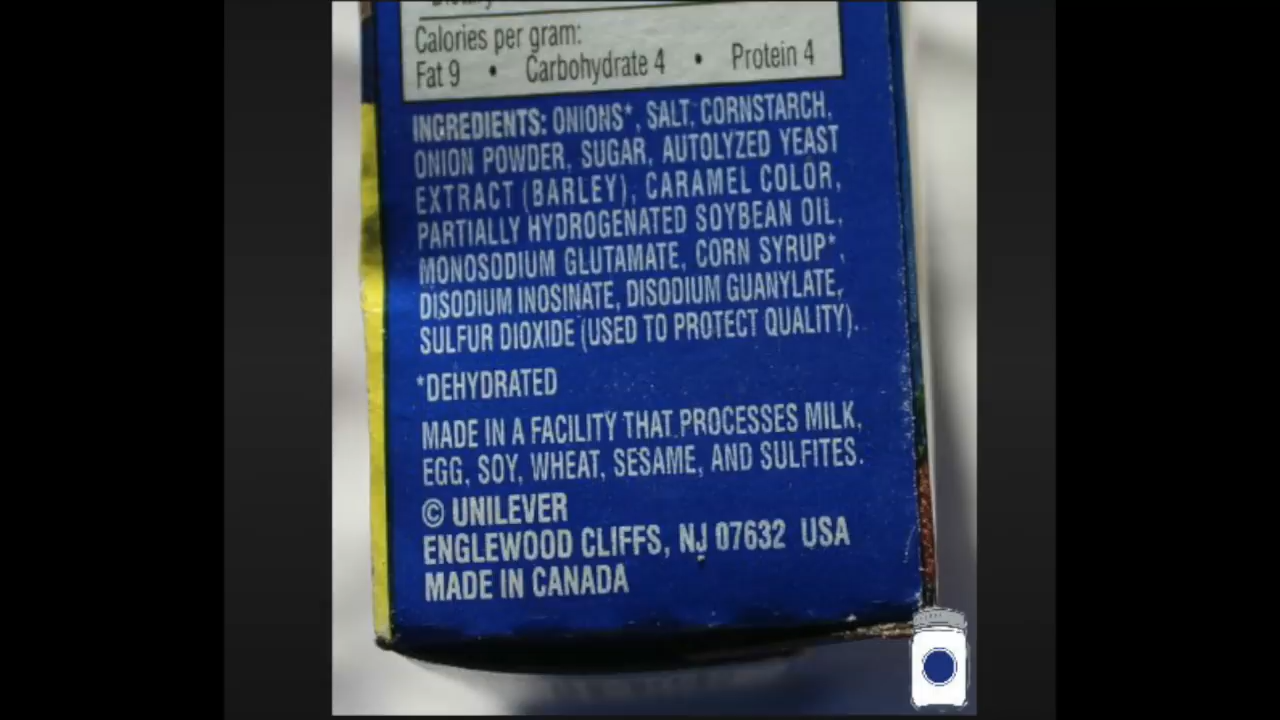 Calories per gram:
Fat 9 • Carbohydrate 4 • Protein 4
INGREDIENTS: ONIONS*, SALT, CORNSTARCH,
ONION POWDER, SUGAR, AUTOLYZED YEAST
EXTRACT (BARLEY), CARAMEL COLOR,
PARTIALLY HYDROGENATED SOYBEAN OIL,
MONOSODIUM GLUTAMATE, CORN SYRUP*,
DISODIUM INOSINATE, DISODIUM GUANYLATE,
SULFUR DIOXIDE (USED TO PROTECT QUALITY).
*DEHYDRATED
MADE IN A FACILITY THAT PROCESSES MILK,
EGG, SOY, WHEAT, SESAME, AND SULFITES.
© UNILEVER
ENGLEWOOD CLIFFS, NJ 07632 USA
MADE IN CANADA